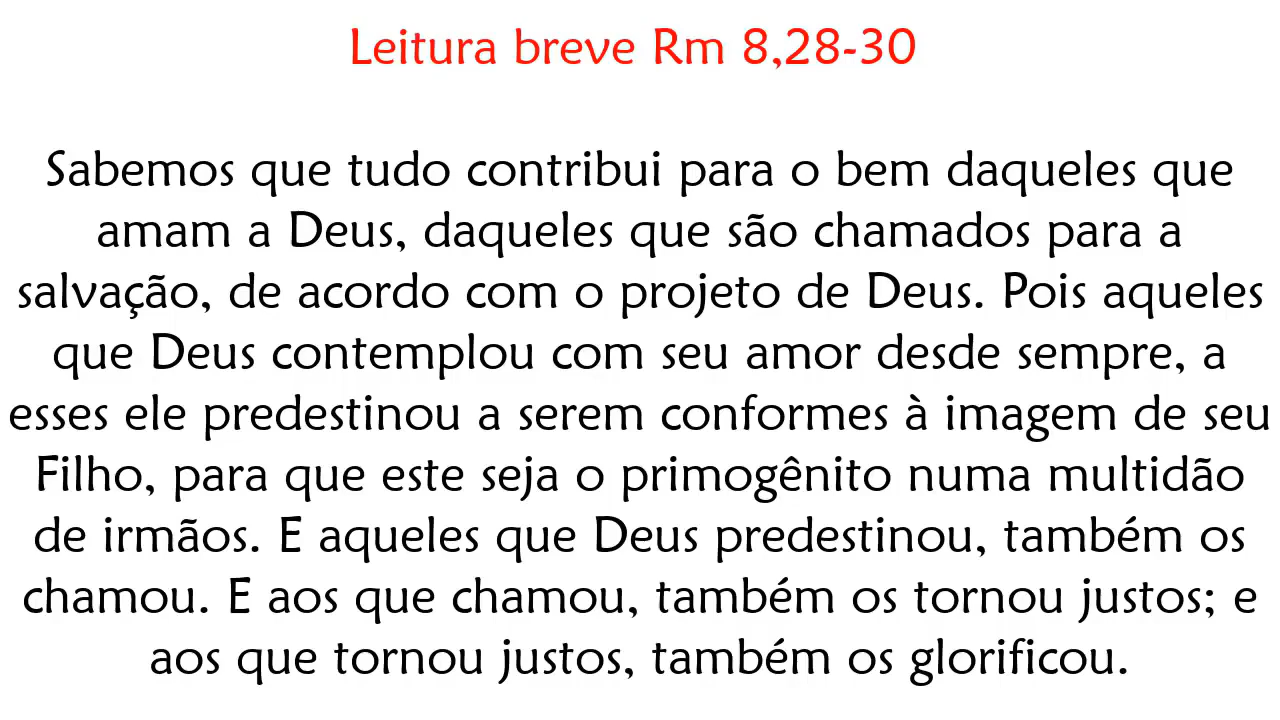 Leitura breve Rm 8,28-30
Sabemos que tudo contribui para o bem daqueles que
amam a Deus, daqueles que são chamados para a
salvação, de acordo com o projeto de Deus. Pois aqueles
que Deus contemplou com seu amor desde sempre, a
esses ele predestinou a serem conformes à imagem de seu
Filho, para que este seja o primogênito numa multidão
de irmãos. E aqueles que Deus predestinou, também os
chamou. E aos que chamou, também os tornou justos; e
aos que tornou justos, também os glorificou.